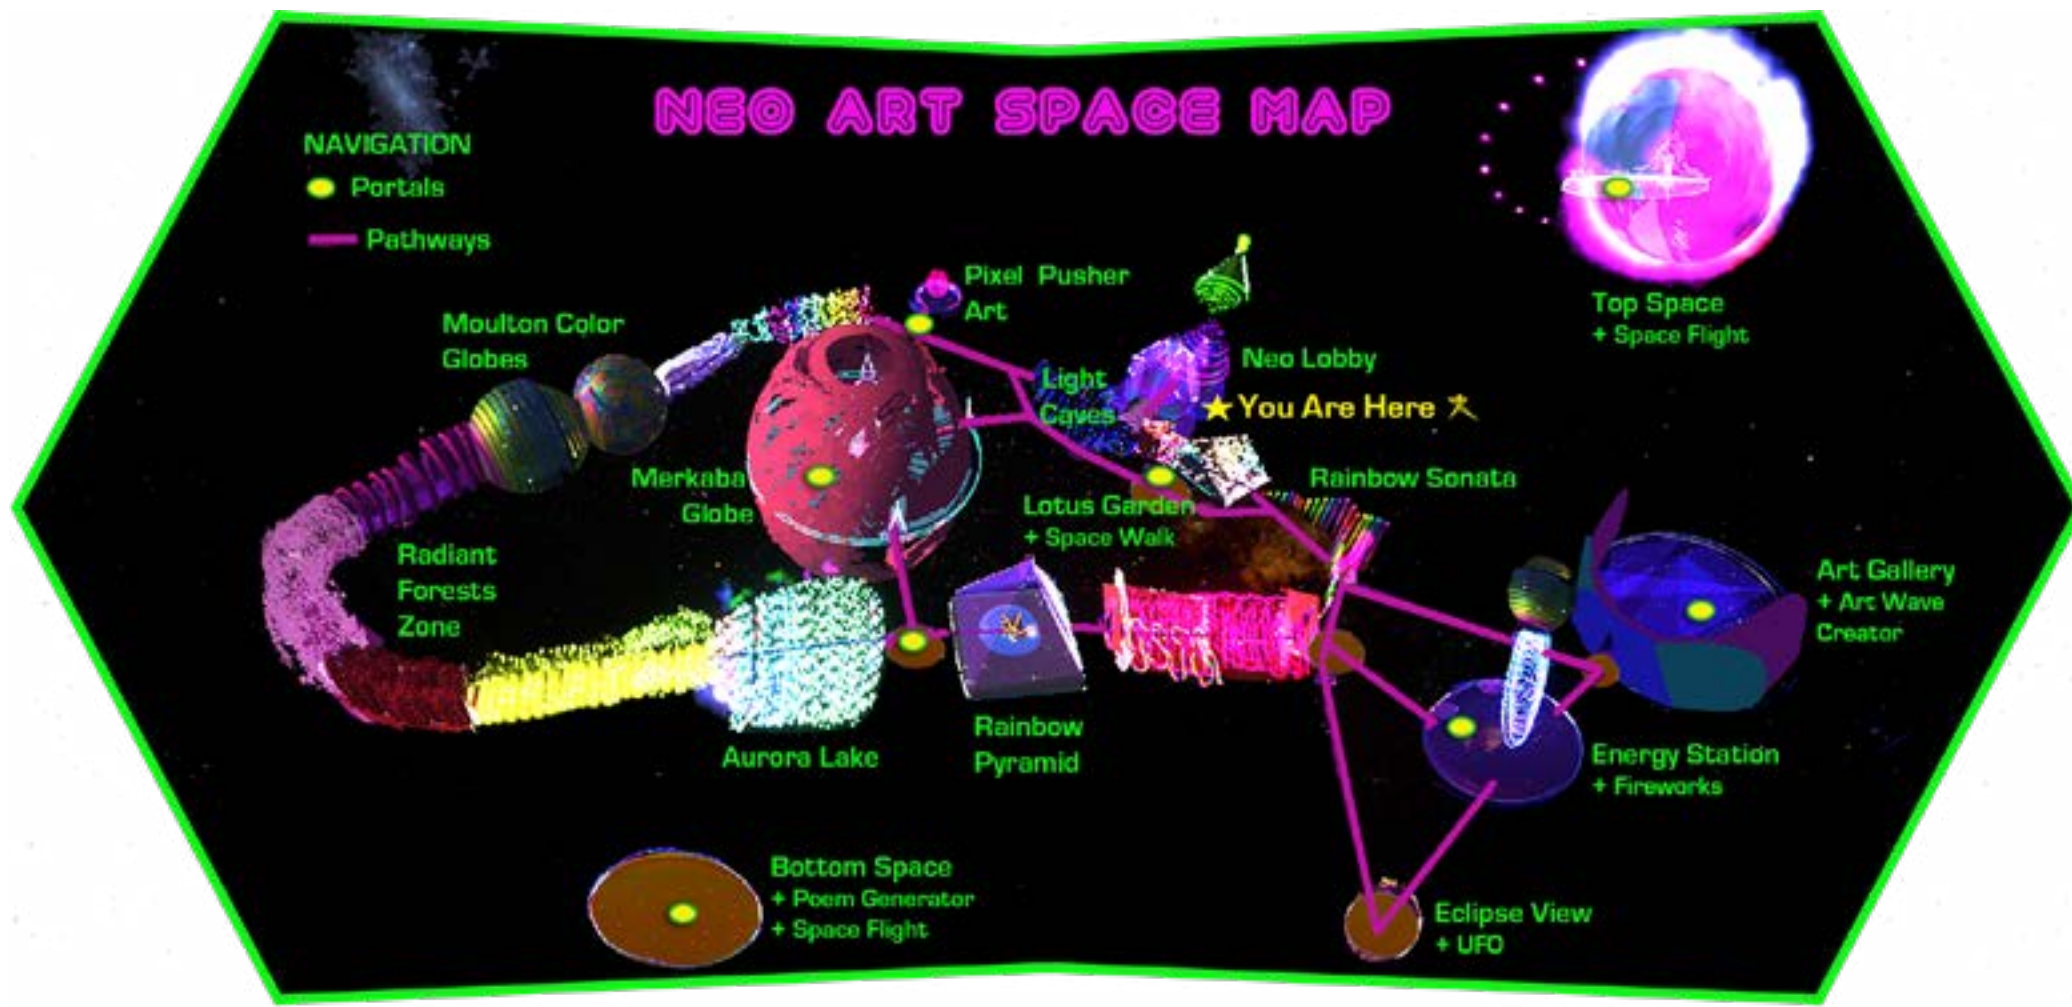 NEO ART SPACE MAP
NAVIGATION
Portals
Pathways
Pixel Pusher
Art
Top Space
+ Space Flight
Moulton Color
Globes
Neo Lobby
Light
Caves
You Are Here
Merkaba
Globe
Rainbow Sonata
Lotus Garden
+ Space Walk
Radiant
Forests
Zone
Art Gallery
+ Art Wave
Creator
Aurora Lake
Rainbow
Pyramid
Energy Station
+ Fireworks
Bottom Space
+ Poem Generator
+ Space Flight
Eclipse View
+ UFO